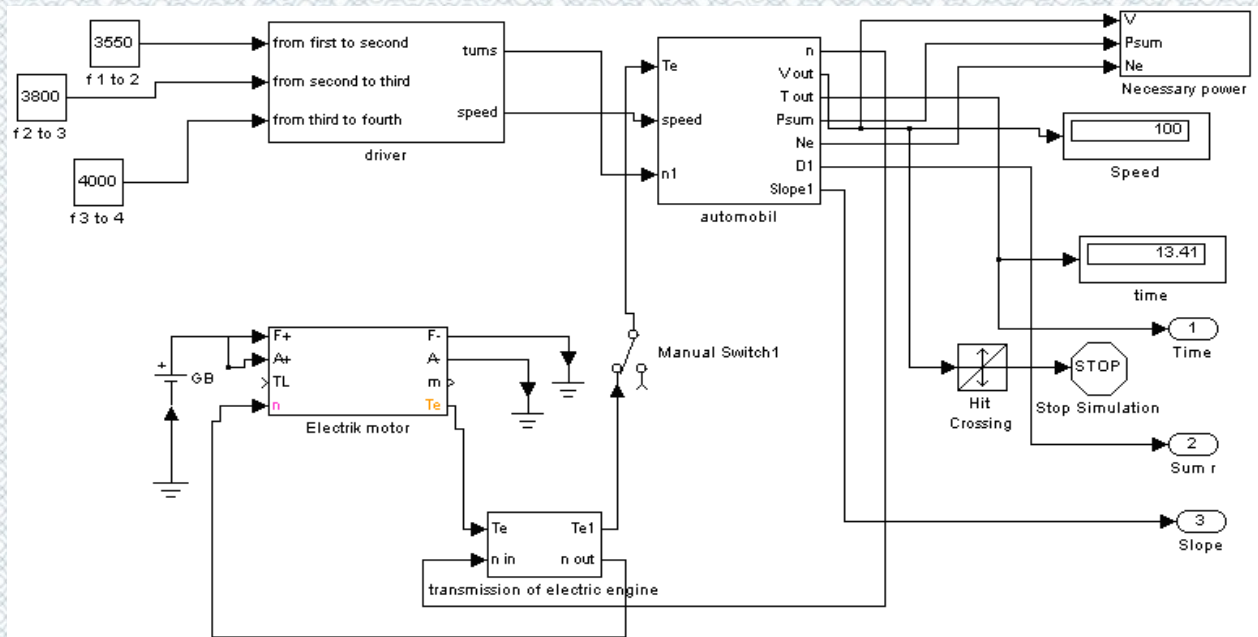 3550
f 1 to 2
3800
f 2 to 3
4000
f 3 to 4
from first to second
from second to third
from third to fourth
turns
speed
driver
Te
speed
n1
n
V out
T out
Psum
Ne
D1
Slope1
automobil
V
Psum
Ne
Necessary power
100
Speed
13.41
time
1
Time
Hit
Crossing
STOP
Stop Simulation
2
Sum r
3
Slope
+
GB
F+
A+
TL
n
F-
A-
m
Te
Electrik motor
Manual Switch1
Te
n in
Te1
n out
transmission of electric engine